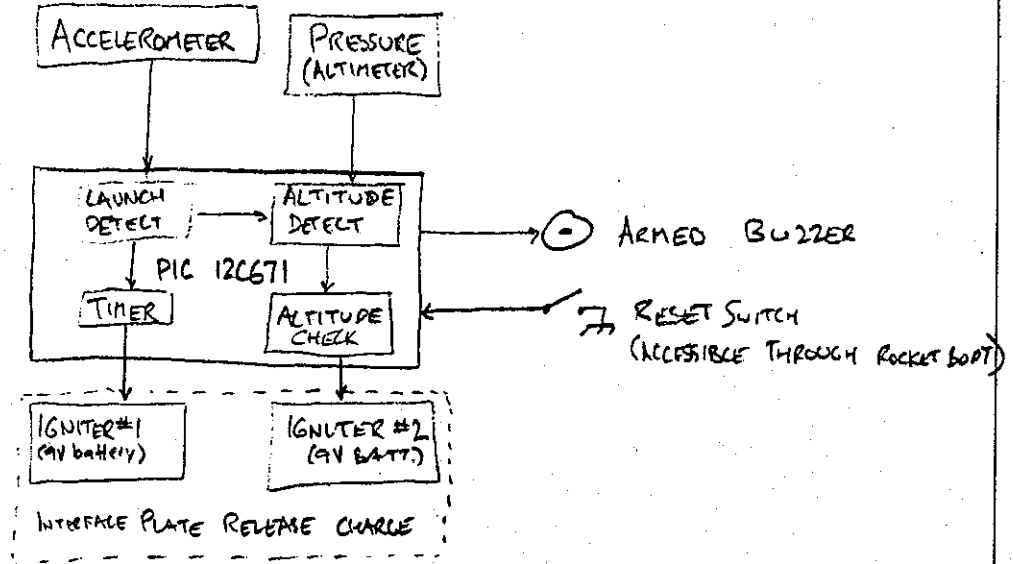 ACCELEROMETER
PRESSURE
(ALTIMETER)
LAUNCH
DETECT
ALTITUDE
DETECT
PIC 12C671
TIMER
ALTITUDE
CHECK
ARMED BUZZER
RESET SWITCH
(ACCESSIBLE THROUGH ROCKET BODY)
IGNITER #1
(9V battery)
IGNITER #2
(9V BATT.)
INTERFACE PLATE RELEASE CHARGE